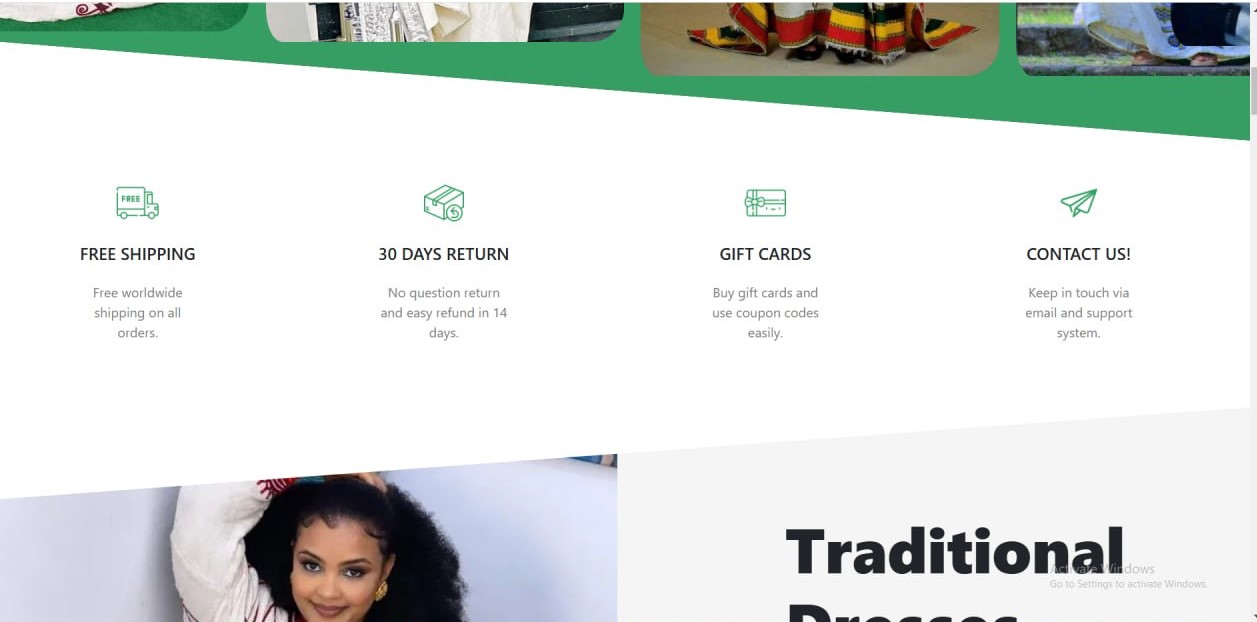 FREE
FREE SHIPPING
Free worldwide
shipping on all
orders.
30 DAYS RETURN
No question return
and easy refund in 14
days.
GIFT CARDS
Buy gift cards and
use coupon codes
easily.
CONTACT US!
Keep in touch via
email and support
system.
Traditional
Dresses
Activate Windows
Go to Settings to activate Windows.